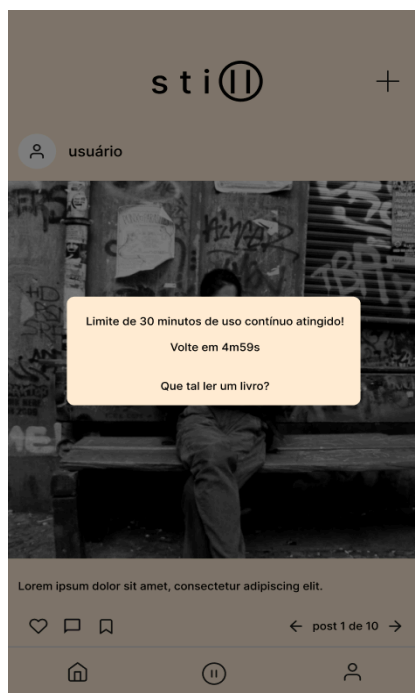 still
usuário
Limite de 30 minutos de uso contínuo atingido!
Volte em 4m59s
Que tal ler um livro?
Lorem ipsum dolor sit amet, consectetur adipiscing elit.
post 1 de 10